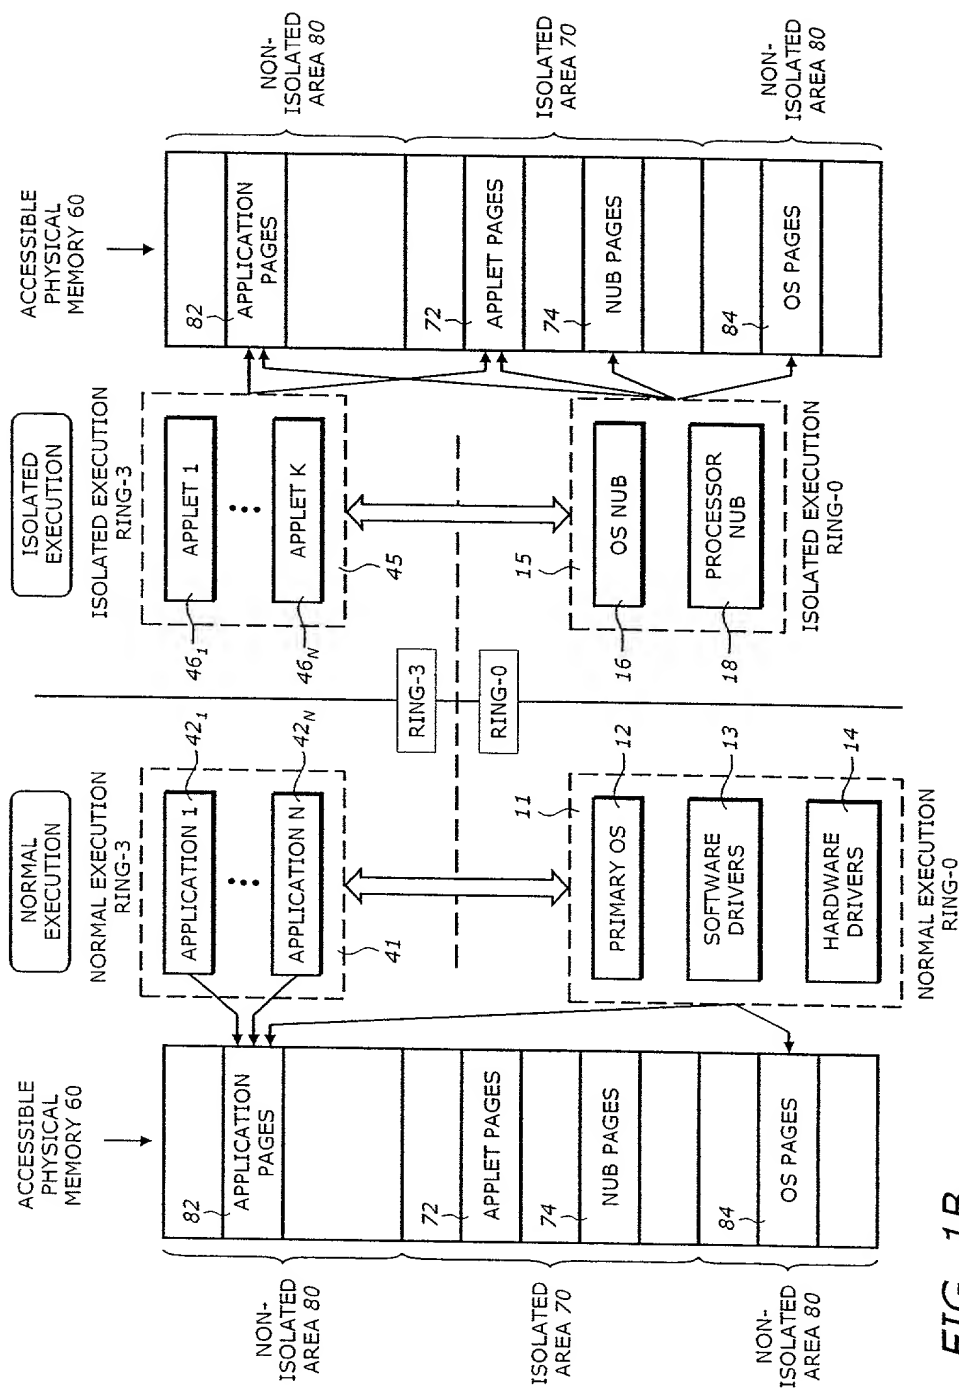 ACCESSIBLE
PHYSICAL
MEMORY 60
NON-
ISOLATED
AREA 80
ISOLATED
AREA 70
NON-
ISOLATED
AREA 80
82
APPLICATION
PAGES
72
APPLET PAGES
74
NUB PAGES
84
OS PAGES
NORMAL
EXECUTION
NORMAL EXECUTION
RING-3
APPLICATION 1
42₁
APPLICATION N
42_N
41
11
PRIMARY OS
12
SOFTWARE
DRIVERS
13
HARDWARE
DRIVERS
14
NORMAL EXECUTION
RING-0
RING-3
RING-0
ISOLATED
EXECUTION
ISOLATED EXECUTION
RING-3
46₁
APPLET 1
46_N
APPLET K
45
15
16
OS NUB
18
PROCESSOR
NUB
ISOLATED EXECUTION
RING-0
ACCESSIBLE
PHYSICAL
MEMORY 60
82
APPLICATION
PAGES
72
APPLET PAGES
74
NUB PAGES
84
OS PAGES
NON-
ISOLATED
AREA 80
ISOLATED
AREA 70
NON-
ISOLATED
AREA 80
FIG. 1B